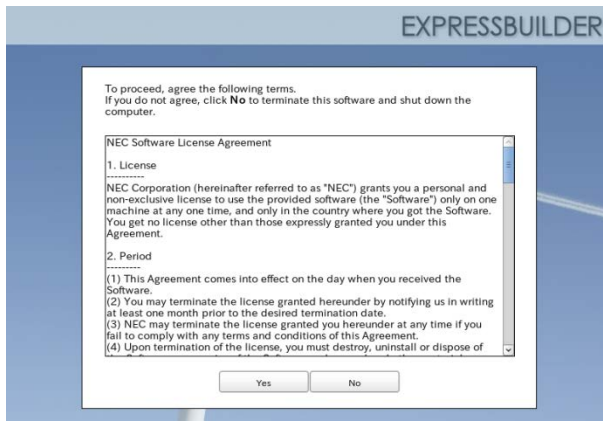 EXPRESSBUILDER
To proceed, agree the following terms.
If you do not agree, click No to terminate this software and shut down the
computer.
NEC Software License Agreement
1. License
----------
NEC Corporation (hereinafter referred to as "NEC") grants you a personal and
non-exclusive license to use the provided software (the "Software") only on one
machine at any one time, and only in the country where you got the Software.
You get no license other than those expressly granted you under this
Agreement.
2. Period
---------
(1) This Agreement comes into effect on the day when you received the
Software.
(2) You may terminate the license granted hereunder by notifying us in writing
at least one month prior to the desired termination date.
(3) NEC may terminate the license granted you hereunder at any time if you
fail to comply with any terms and conditions of this Agreement.
(4) Upon termination of the license, you must destroy, uninstall or dispose of
Yes No